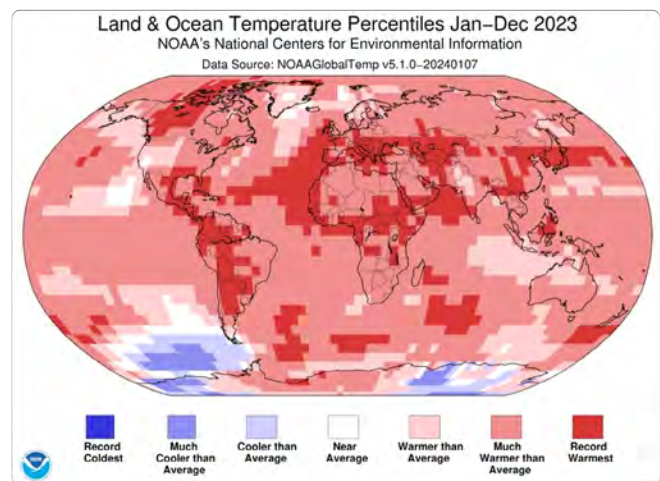 Land & Ocean Temperature Percentiles Jan–Dec 2023
NOAA's National Centers for Environmental Information
Data Source: NOAAGlobalTemp v5.1.0–20240107
Record
Coldest
Much
Cooler than
Average
Cooler than
Average
Near
Average
Warmer than
Average
Much
Warmer than
Average
Record
Warmest